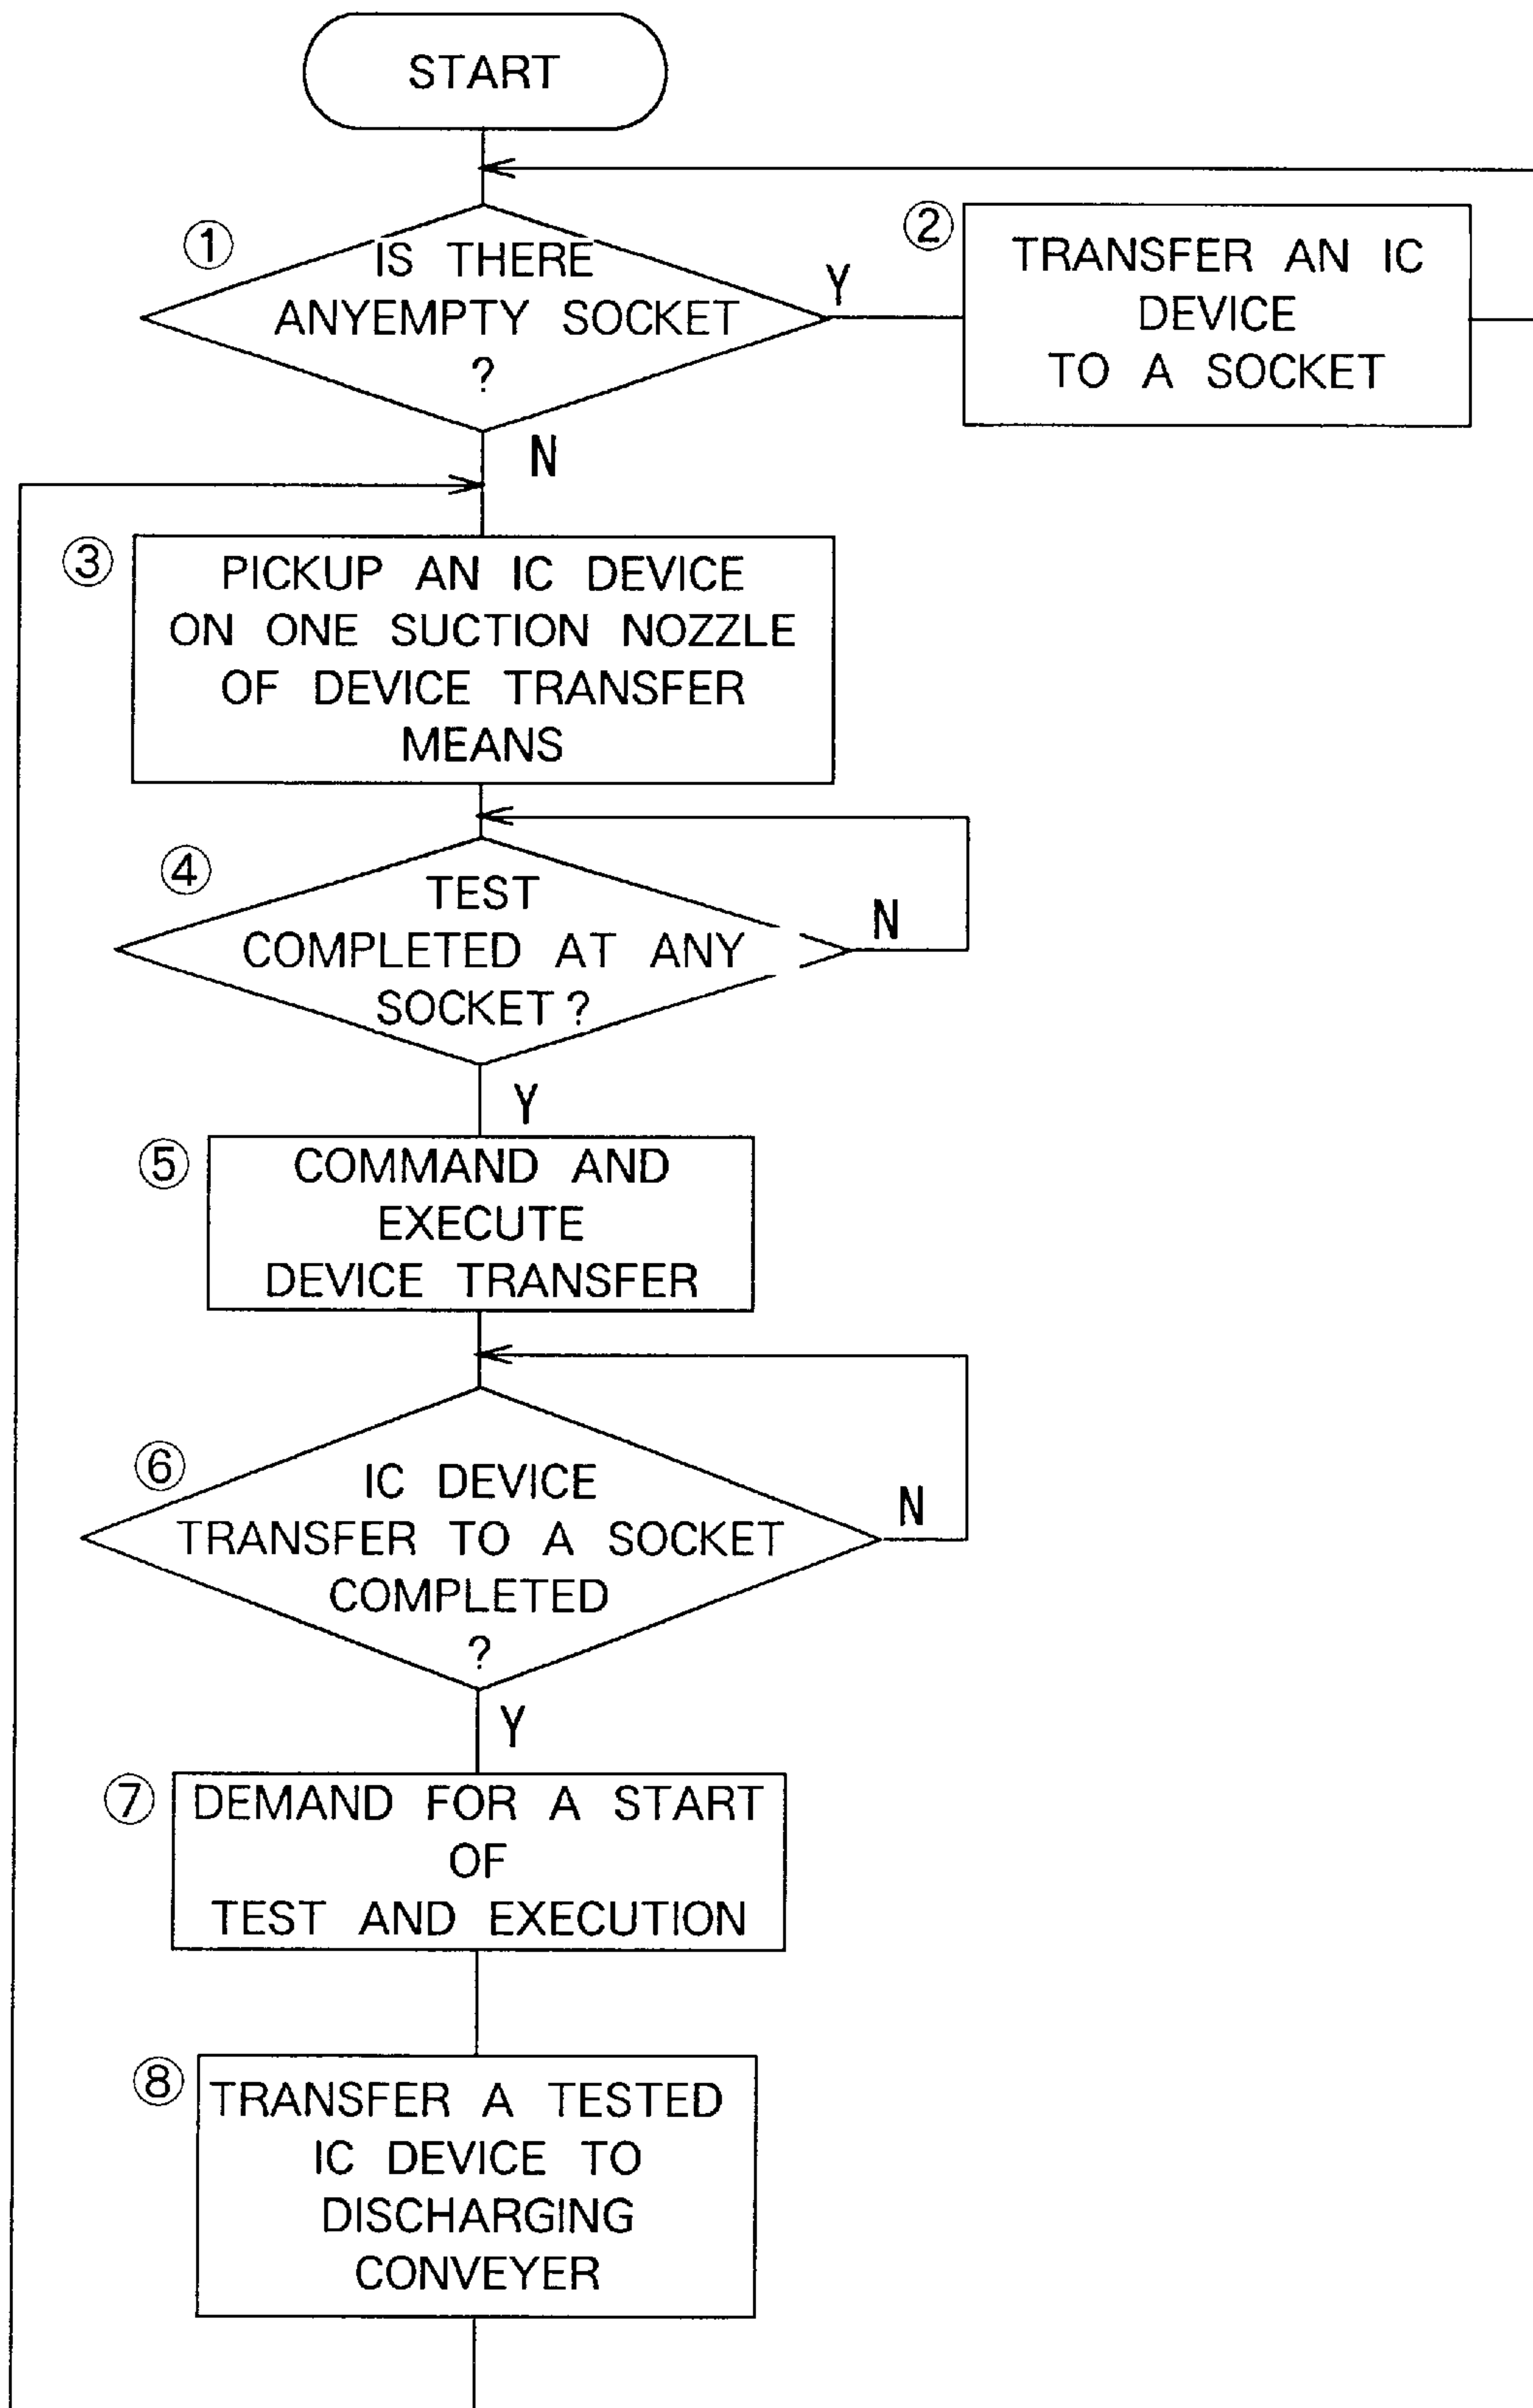 START
①
IS THERE
ANYEMPTY SOCKET
?
Y
N
②
TRANSFER AN IC
DEVICE
TO A SOCKET
③
PICKUP AN IC DEVICE
ON ONE SUCTION NOZZLE
OF DEVICE TRANSFER
MEANS
④
TEST
COMPLETED AT ANY
SOCKET?
N
Y
⑤
COMMAND AND
EXECUTE
DEVICE TRANSFER
⑥
IC DEVICE
TRANSFER TO A SOCKET
COMPLETED
?
N
Y
⑦
DEMAND FOR A START
OF
TEST AND EXECUTION
⑧
TRANSFER A TESTED
IC DEVICE TO
DISCHARGING
CONVEYER